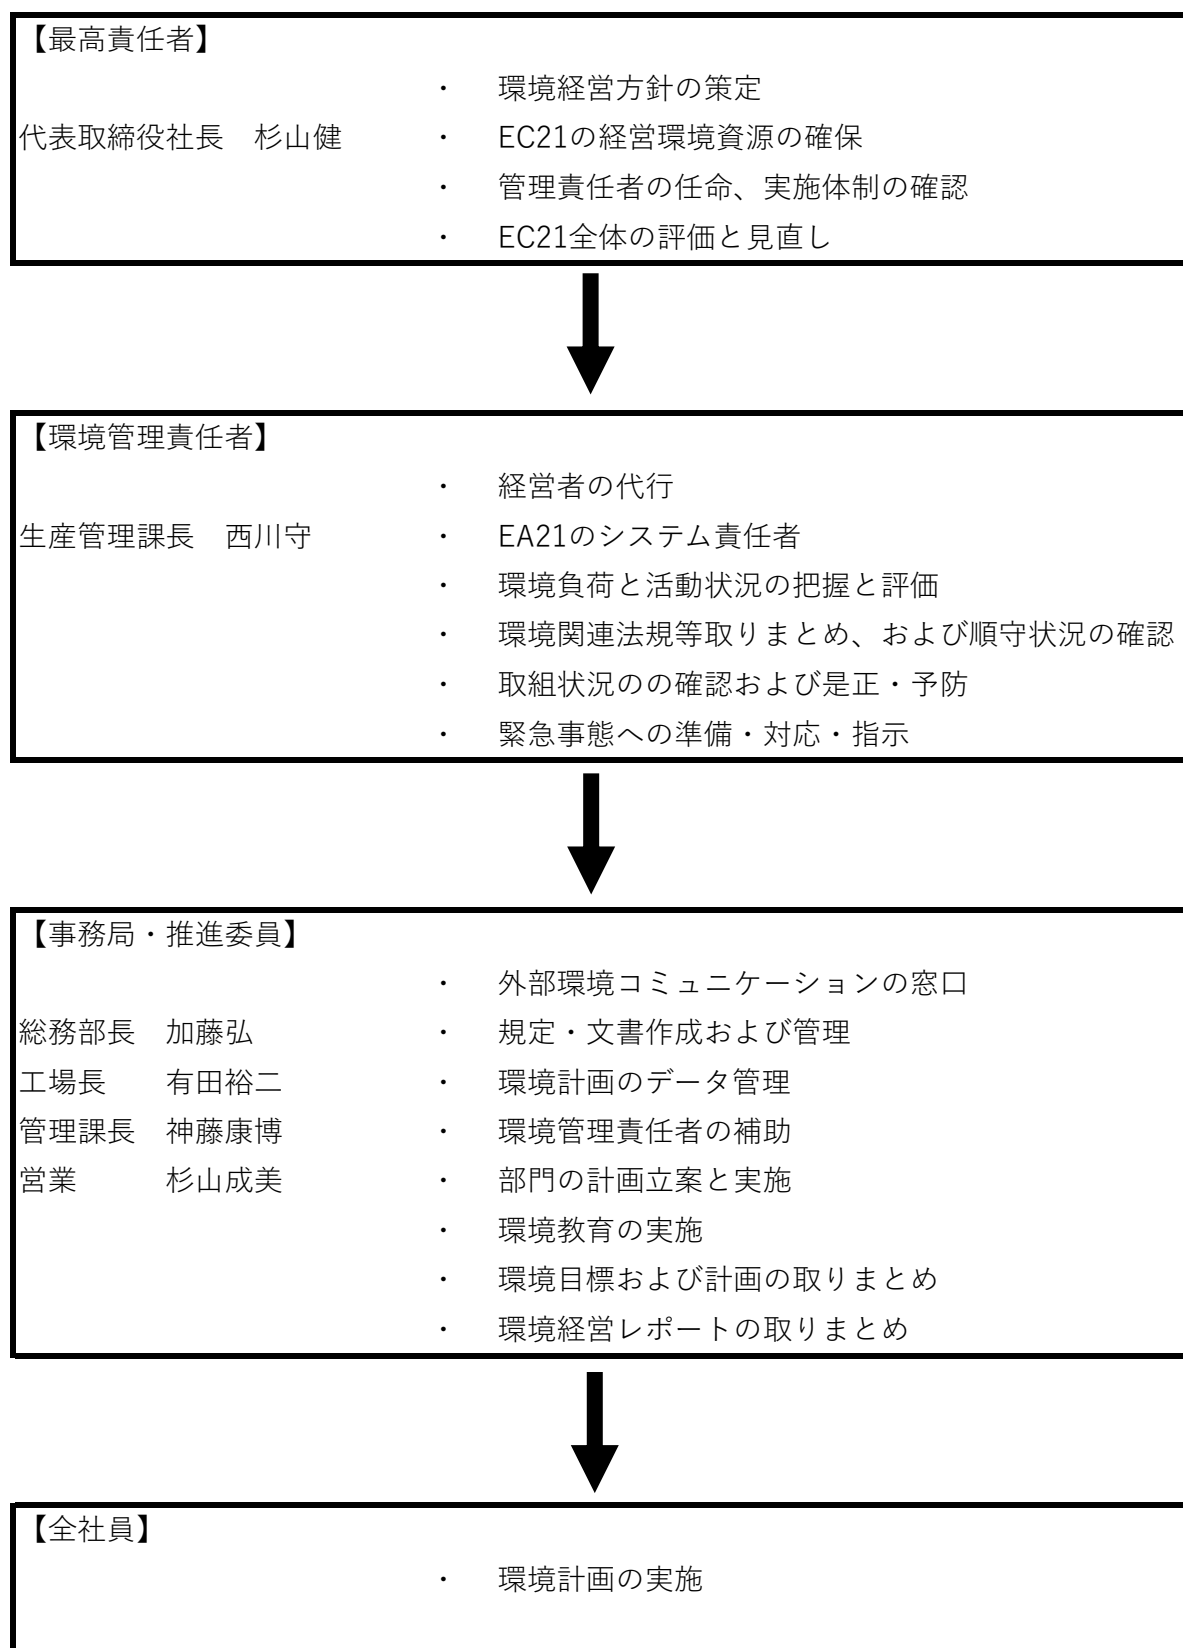 【最高責任者】
・ 環境経営方針の策定
代表取締役社長 杉山健 ・ EC21の経営環境資源の確保
・ 管理責任者の任命、実施体制の確認
・ EC21全体の評価と見直し
【環境管理責任者】
・ 経営者の代行
生産管理課長 西川守 ・ EA21のシステム責任者
・ 環境負荷と活動状況の把握と評価
・ 環境関連法規等取りまとめ、および順守状況の確認
・ 取組状況のの確認および是正・予防
・ 緊急事態への準備・対応・指示
【事務局・推進委員】
・ 外部環境コミュニケーションの窓口
総務部長 加藤弘 ・ 規定・文書作成および管理
工場長 有田裕二 ・ 環境計画のデータ管理
管理課長 神藤康博 ・ 環境管理責任者の補助
営業 杉山成美 ・ 部門の計画立案と実施
・ 環境教育の実施
・ 環境目標および計画の取りまとめ
・ 環境経営レポートの取りまとめ
【全社員】
・ 環境計画の実施